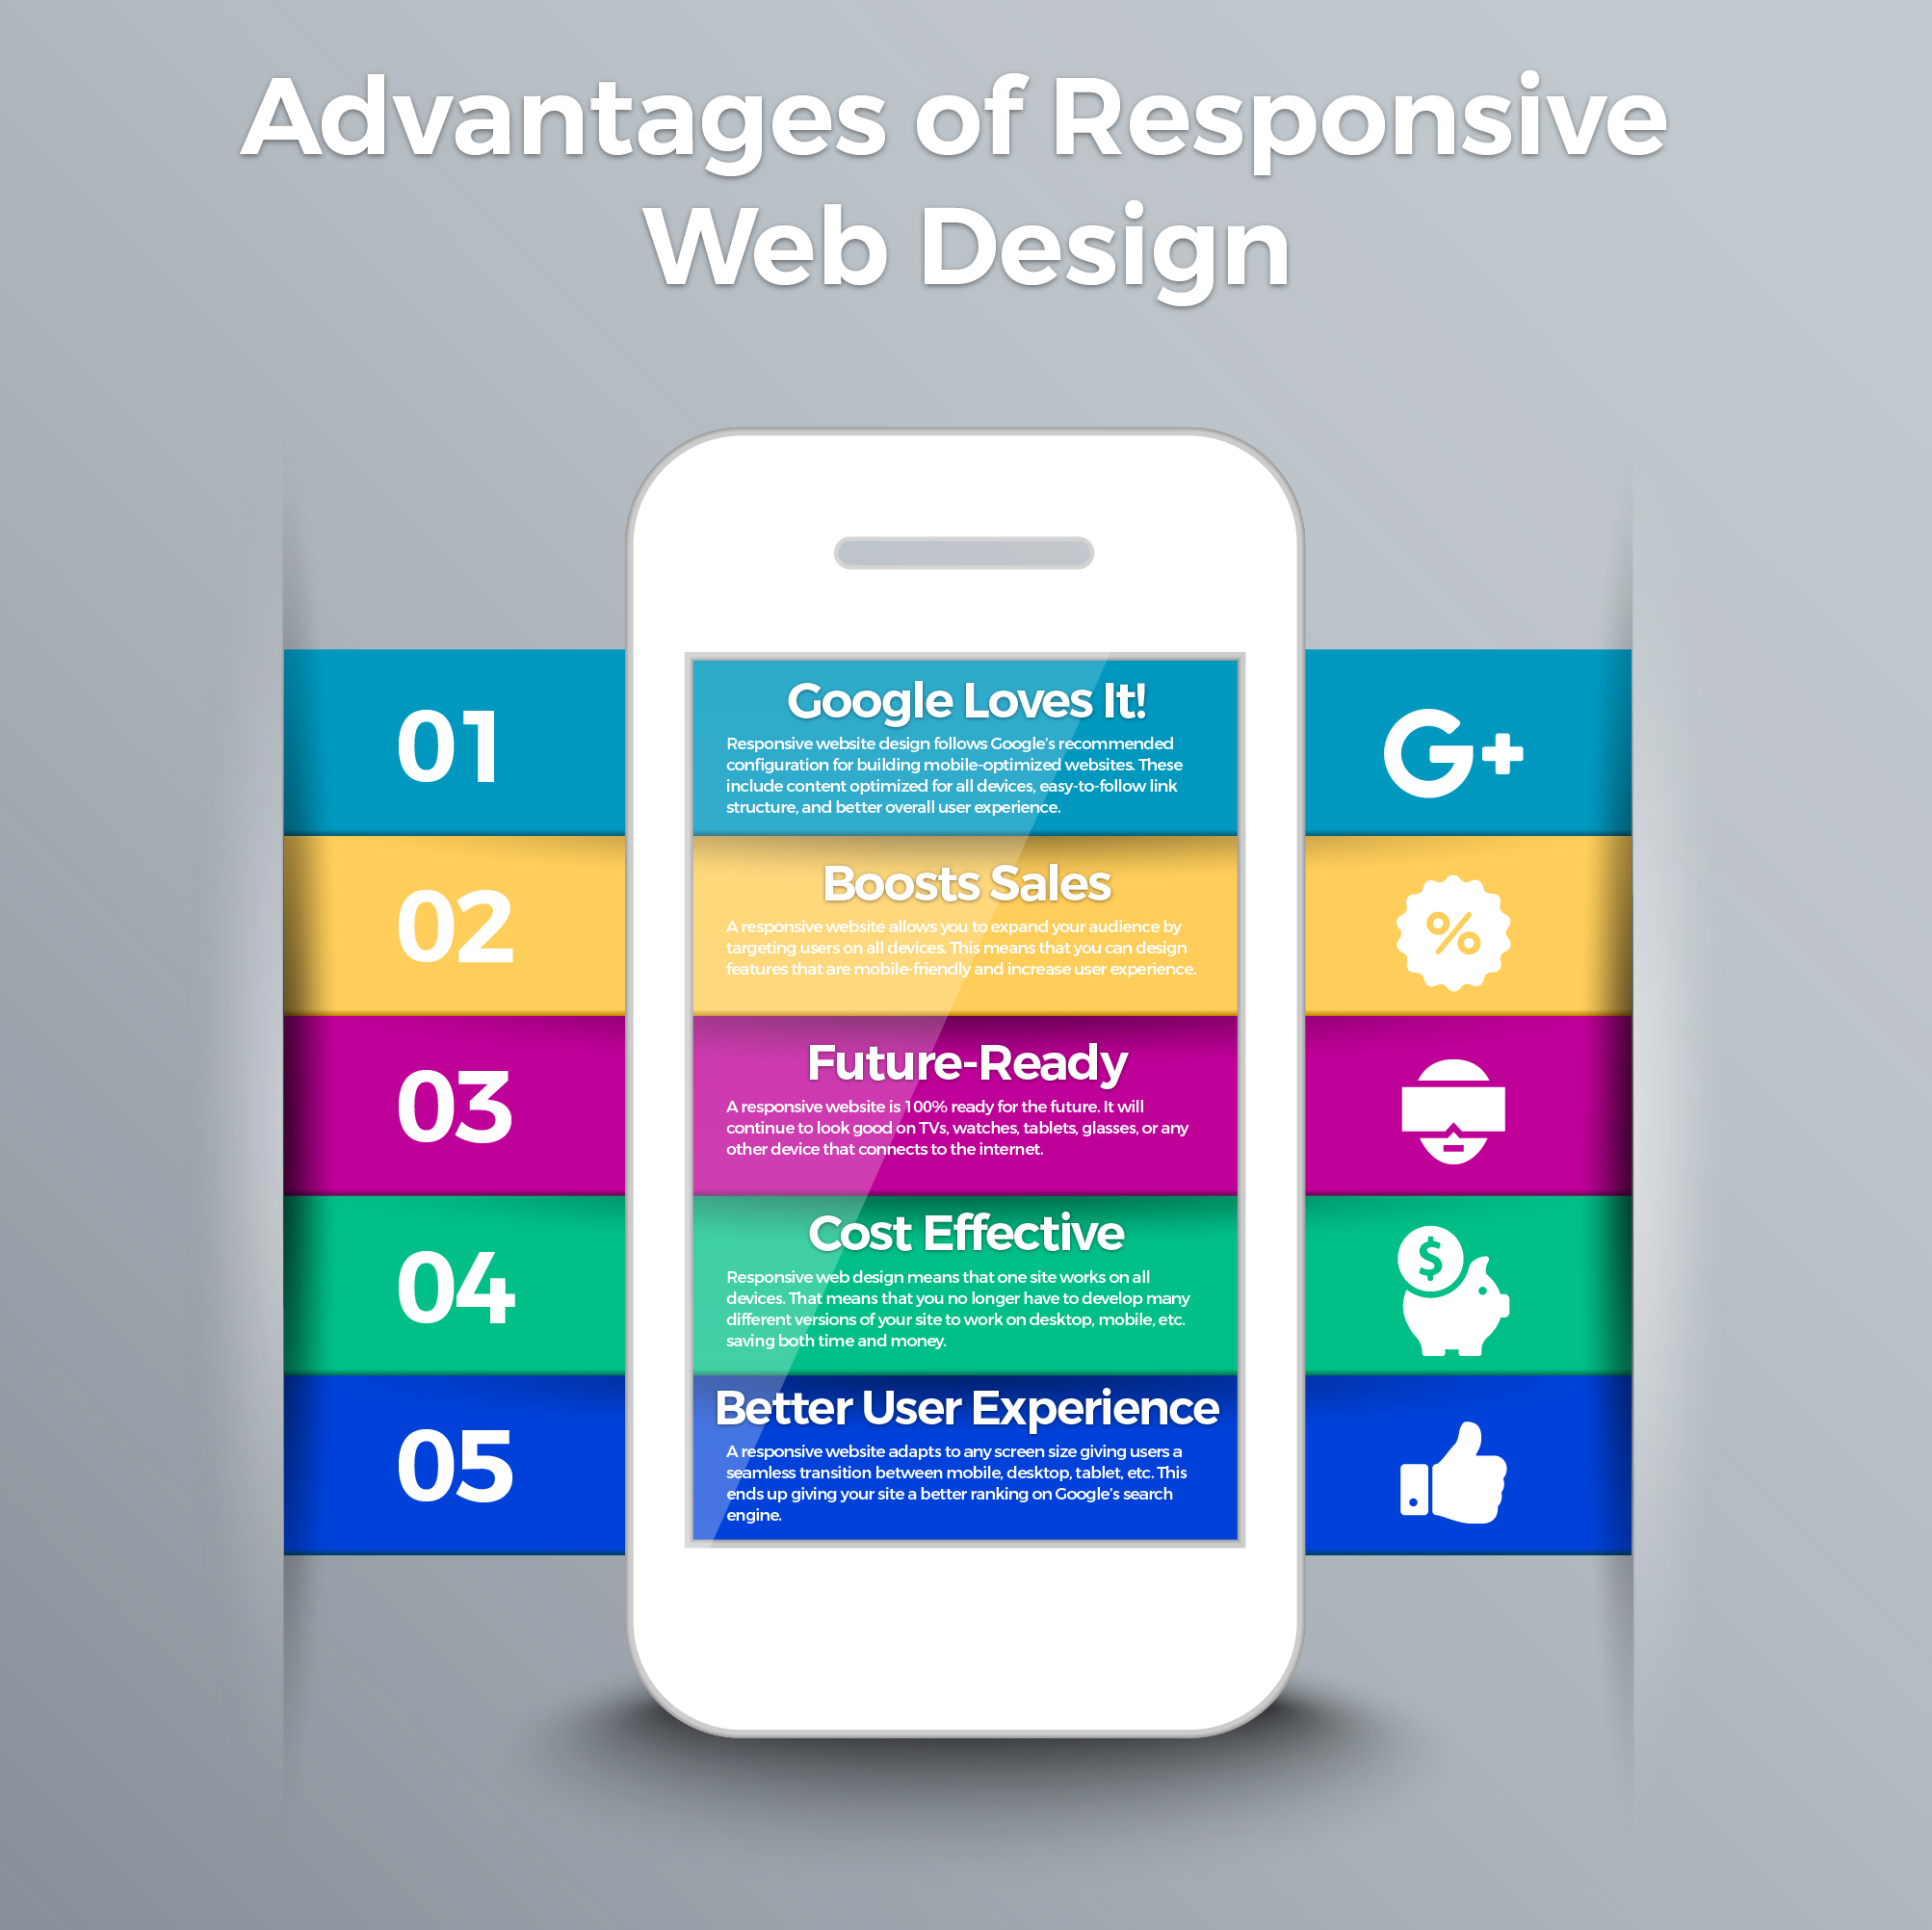 Advantages of Responsive
Web Design
01
Google Loves It!
Responsive website design follows Google's recommended
configuration for building mobile-optimized websites. These
include content optimized for all devices, easy-to-follow link
structure, and better overall user experience.
G+
02
Boosts Sales
A responsive website allows you to expand your audience by
targeting users on all devices. This means that you can design
features that are mobile-friendly and increase user experience.
%
03
Future-Ready
A responsive website is 100% ready for the future. It will
continue to look good on TVs, watches, tablets, glasses, or any
other device that connects to the internet.
04
Cost Effective
Responsive web design means that one site works on all
devices. That means that you no longer have to develop many
different versions of your site to work on desktop, mobile, etc.
saving both time and money.
$
05
Better User Experience
A responsive website adapts to any screen size giving users a
seamless transition between mobile, desktop, tablet, etc. This
ends up giving your site a better ranking on Google's search
engine.